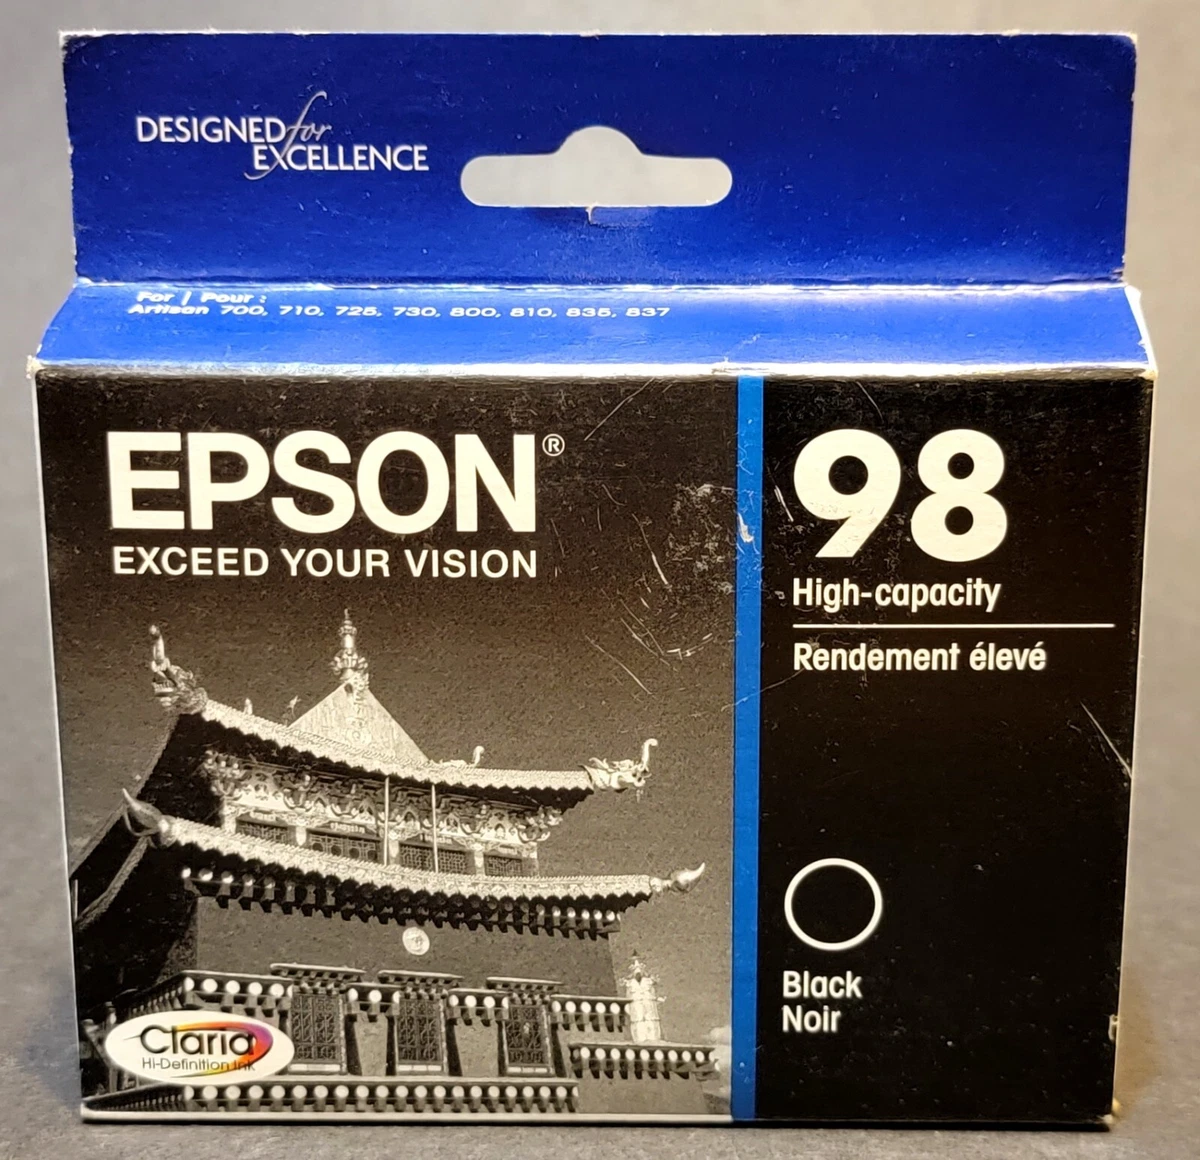 DESIGNED for
EXCELLENCE
For / Pour :
Artisan 700, 710, 725, 730, 800, 810, 835, 837
EPSON®
EXCEED YOUR VISION
98
High-capacity
Rendement élevé
Black
Noir
Claria
Hi-Definition Ink